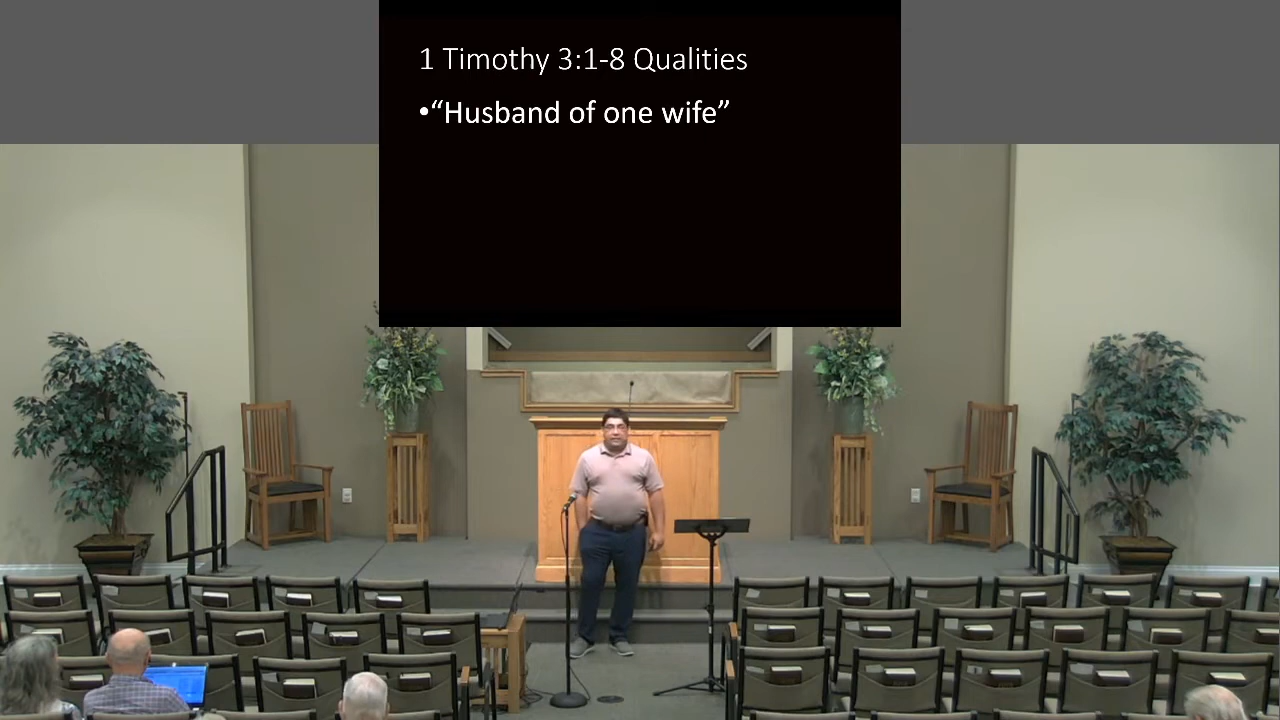 1 Timothy 3:1-8 Qualities
•“Husband of one wife”